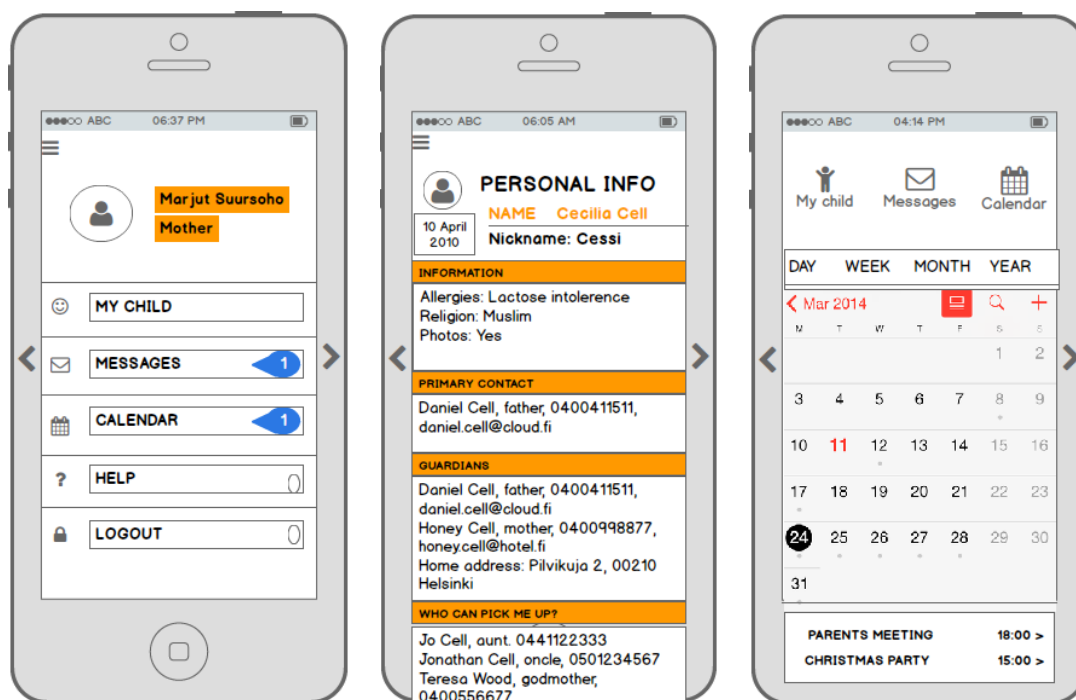 ABC 06:37 PM
Marjut Suursoho
Mother
MY CHILD
MESSAGES 1
CALENDAR 1
? HELP
LOGOUT
ABC 06:05 AM
PERSONAL INFO
NAME Cecilia Cell
10 April
2010
Nickname: Cessi
INFORMATION
Allergies: Lactose intolerence
Religion: Muslim
Photos: Yes
PRIMARY CONTACT
Daniel Cell, father, 0400411511,
daniel.cell@cloud.fi
GUARDIANS
Daniel Cell, father, 0400411511,
daniel.cell@cloud.fi
Honey Cell, mother, 0400998877,
honey.cell@hotel.fi
Home address: Pilvikuja 2, 00210
Helsinki
WHO CAN PICK ME UP?
Jo Cell, aunt. 0441122333
Jonathan Cell, oncle, 0501234567
Teresa Wood, godmother,
0400556677
ABC 04:14 PM
My child Messages Calendar
DAY WEEK MONTH YEAR
Mar 2014
M T W T F S S
1 2
3 4 5 6 7 8 9
10 11 12 13 14 15 16
17 18 19 20 21 22 23
24 25 26 27 28 29 30
31
PARENTS MEETING 18:00 >
CHRISTMAS PARTY 15:00 >